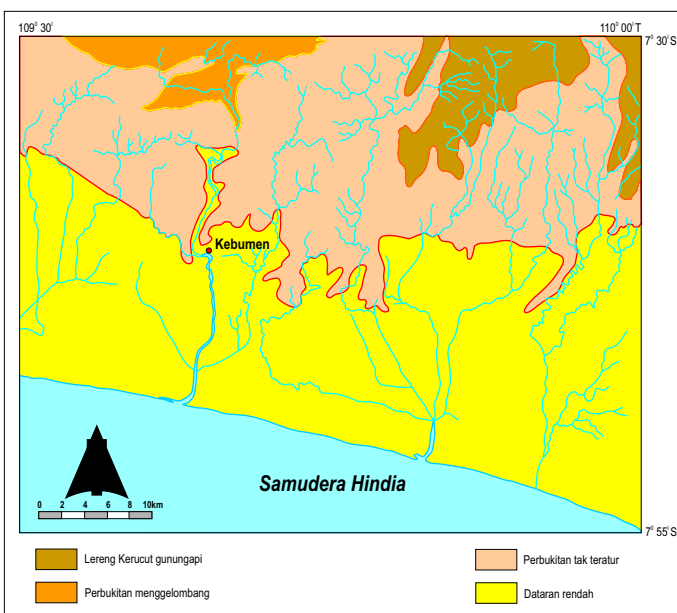 109° 30'
110° 00' T
7° 30' S
Kebumen
Samudera Hindia
0 2 4 6 8 10km
7° 55' S
Lereng Kerucut gunungapi
Perbukitan tak teratur
Perbukitan menggelombang
Dataran rendah